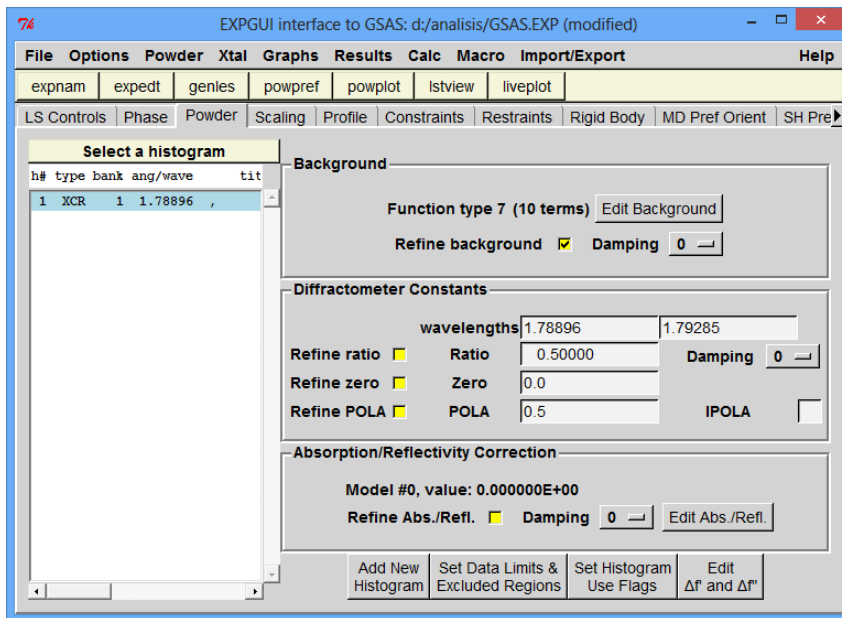 EXPGUI interface to GSAS: d:/analisis/GSAS.EXP (modified)
File Options Powder Xtal Graphs Results Calc Macro Import/Export Help
expnam expedt genles powpref powplot lstview liveplot
LS Controls Phase Powder Scaling Profile Constraints Restraints Rigid Body MD Pref Orient SH Pre
Select a histogram
h# type bank ang/wave tit
1 XCR 1 1.78896 ,
Background
Function type 7 (10 terms) Edit Background
Refine background Damping 0
Diffractometer Constants
wavelengths 1.78896 1.79285
Refine ratio Ratio 0.50000 Damping 0
Refine zero Zero 0.0
Refine POLA POLA 0.5 IPOLA
Absorption/Reflectivity Correction
Model #0, value: 0.000000E+00
Refine Abs./Refl. Damping 0 Edit Abs./Refl.
Add New Histogram
Set Data Limits & Excluded Regions
Set Histogram Use Flags
Edit Δf' and Δf"